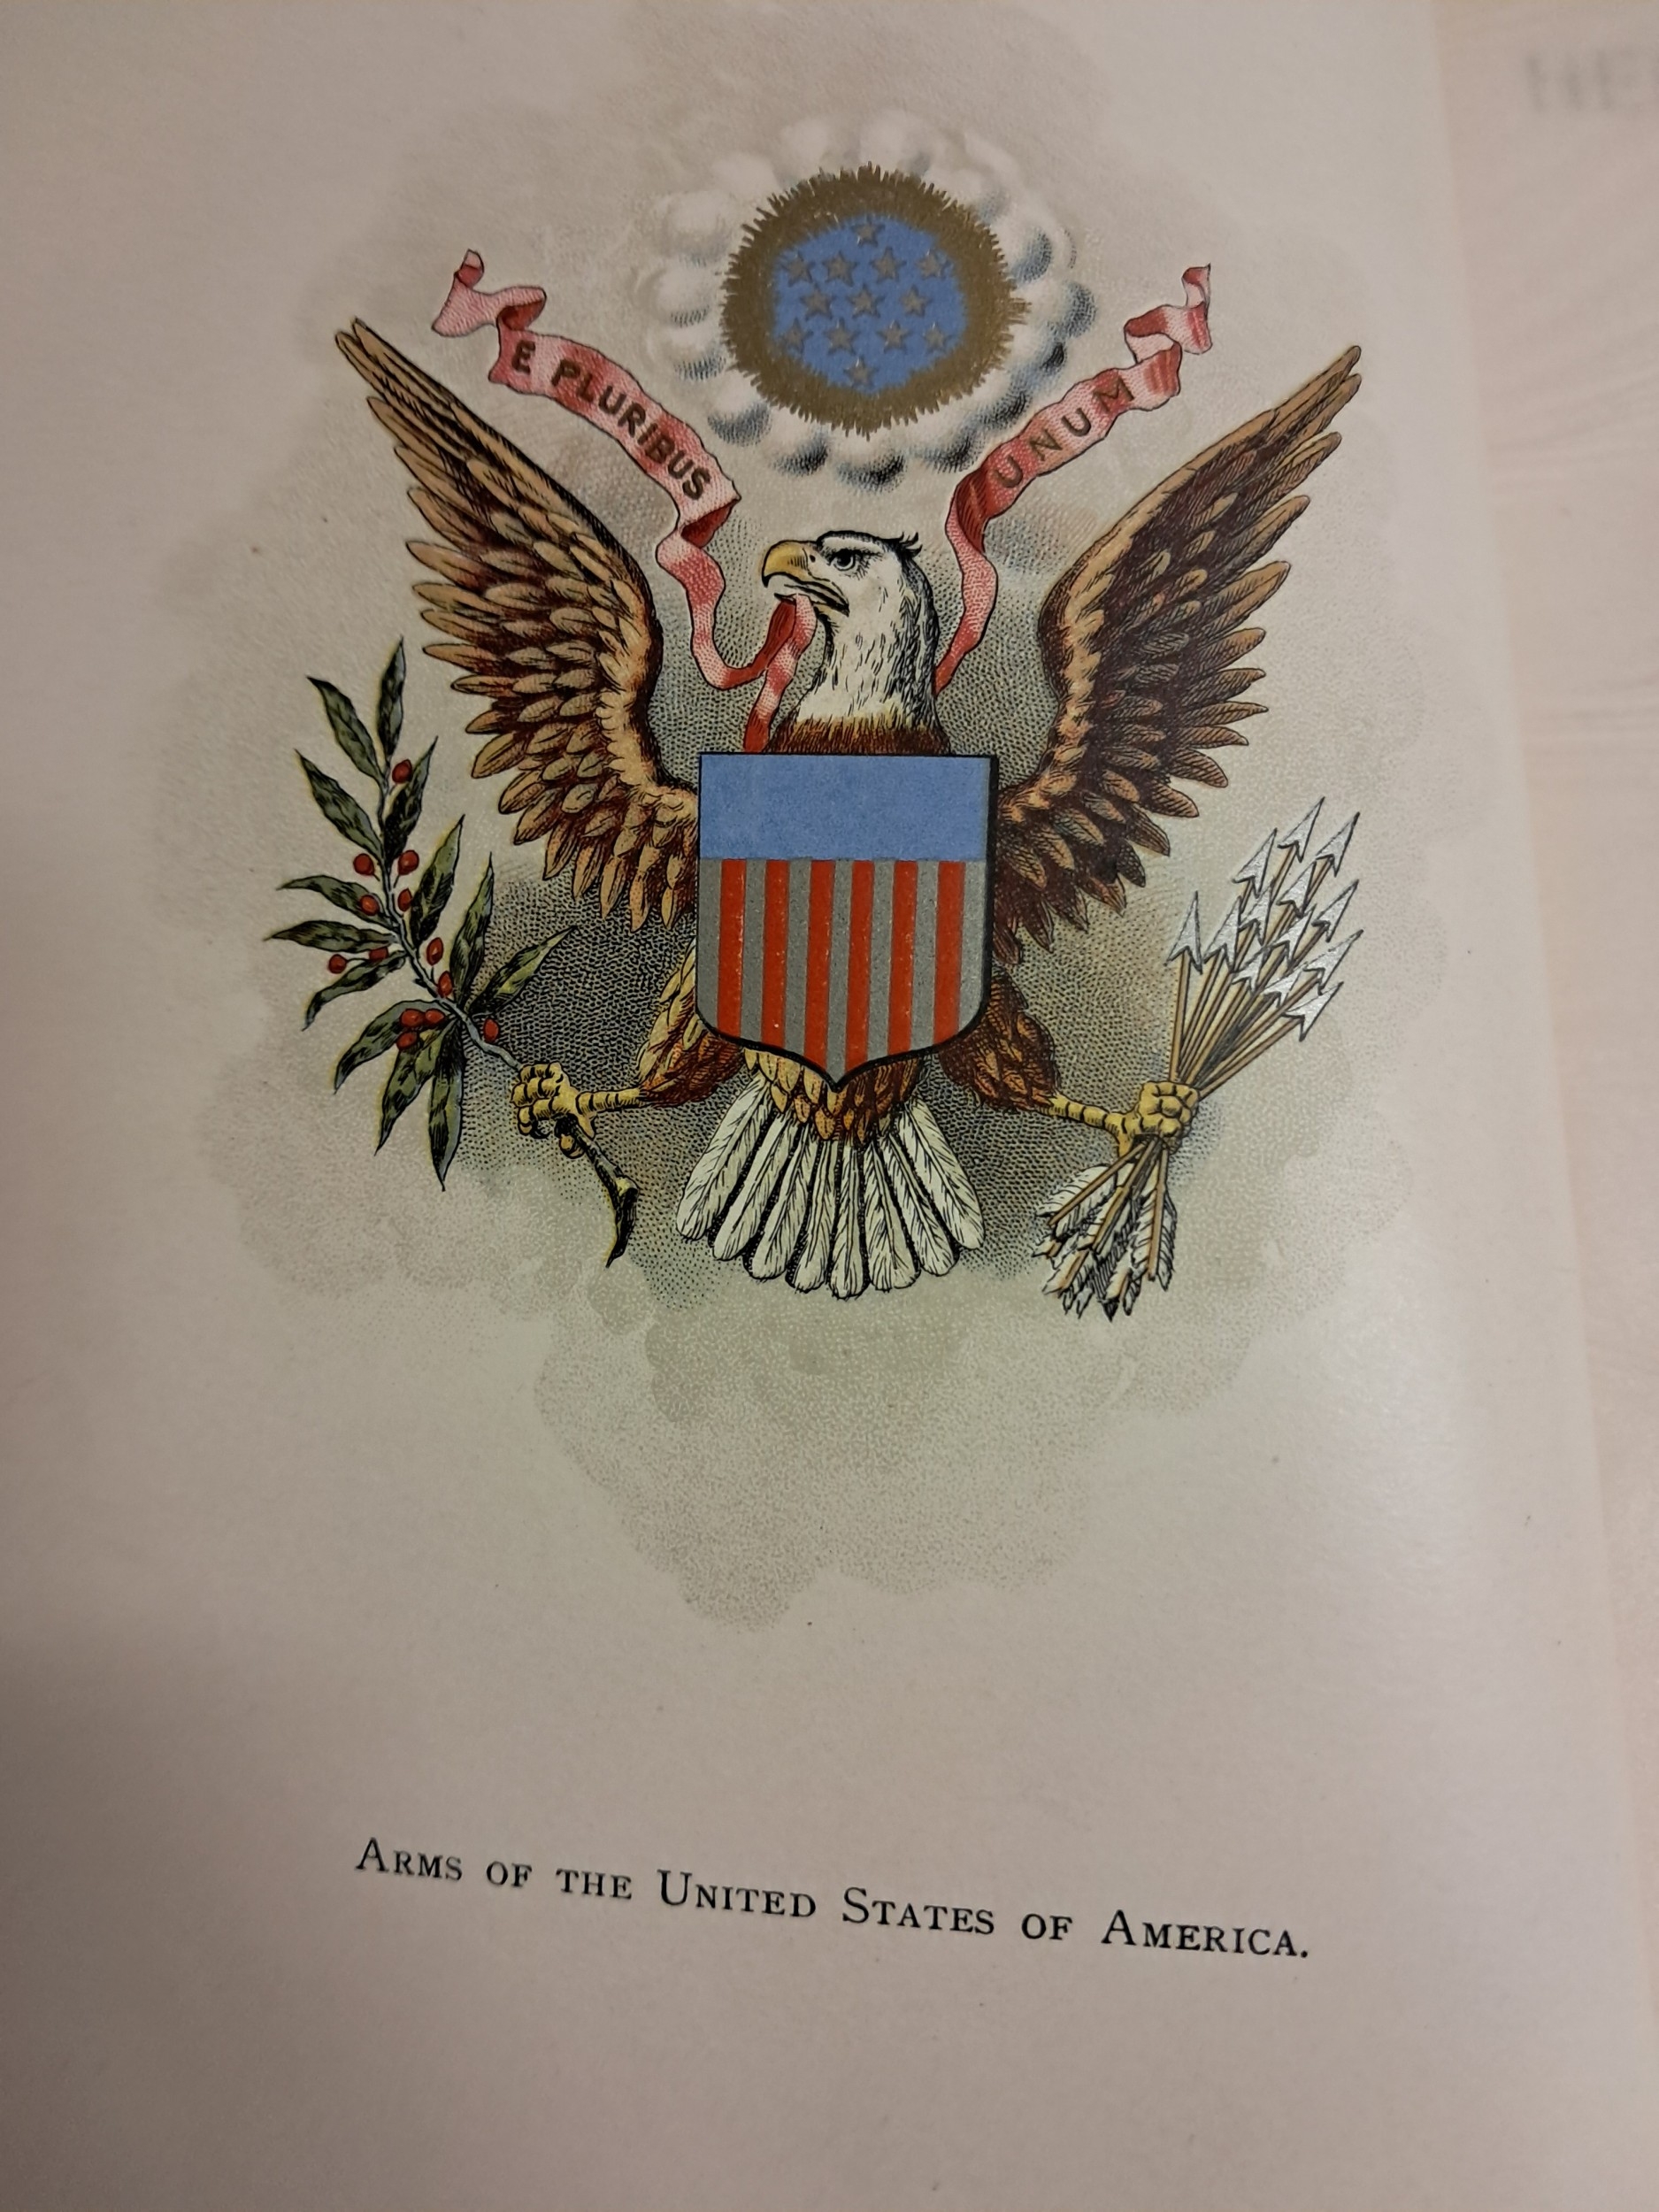 E PLURIBUS UNUM
ARMS OF THE UNITED STATES OF AMERICA.